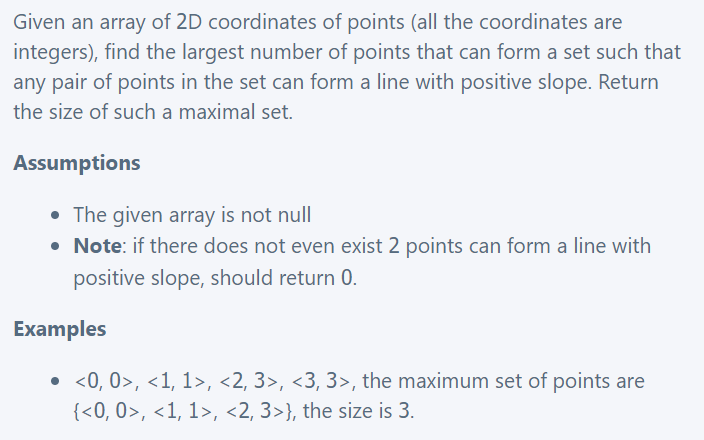 Given an array of 2D coordinates of points (all the coordinates are
integers), find the largest number of points that can form a set such that
any pair of points in the set can form a line with positive slope. Return
the size of such a maximal set.
Assumptions
• The given array is not null
• Note: if there does not even exist 2 points can form a line with
positive slope, should return 0.
Examples
• <0, 0>, <1, 1>, <2, 3>, <3, 3>, the maximum set of points are
{<0, 0>, <1, 1>, <2, 3>}, the size is 3.